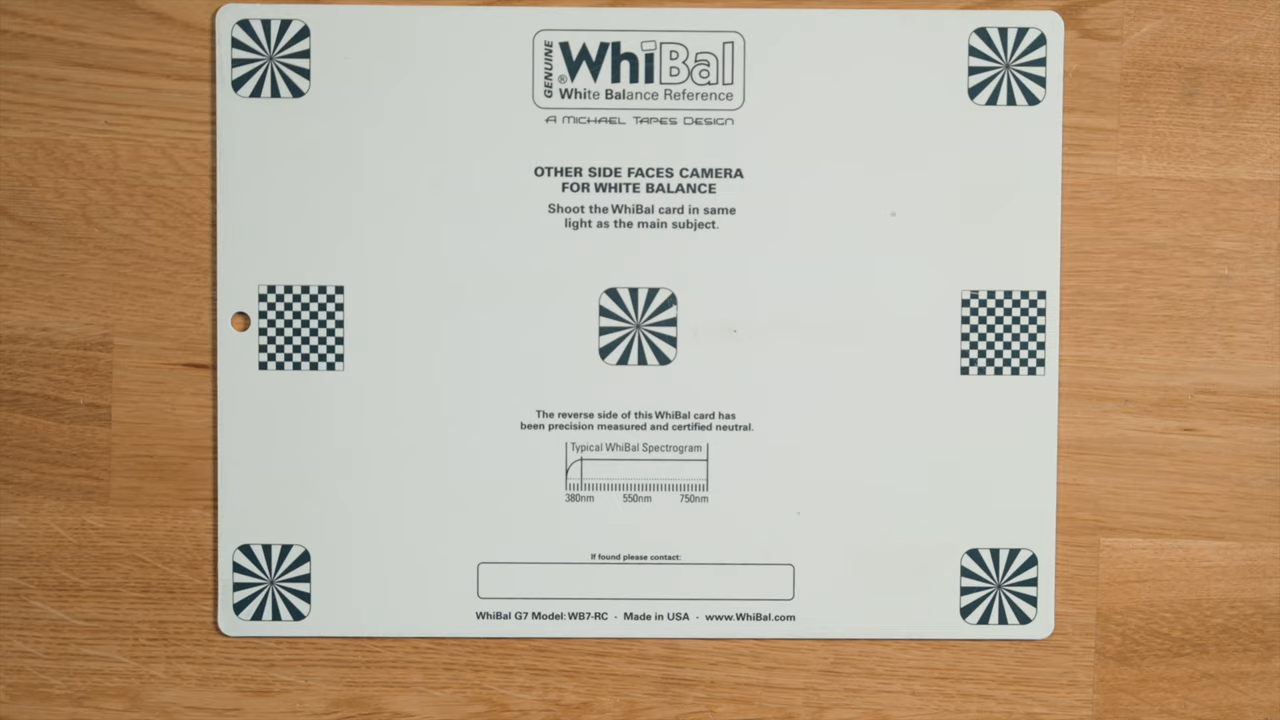 GENUINE
®WhiBal
White Balance Reference
A MICHAEL TAPES DESIGN
OTHER SIDE FACES CAMERA
FOR WHITE BALANCE
Shoot the WhiBal card in same
light as the main subject.
The reverse side of this WhiBal card has
been precision measured and certified neutral.
Typical WhiBal Spectrogram
380nm 550nm 750nm
If found please contact:
WhiBal G7 Model: WB7-RC - Made in USA - www.WhiBal.com